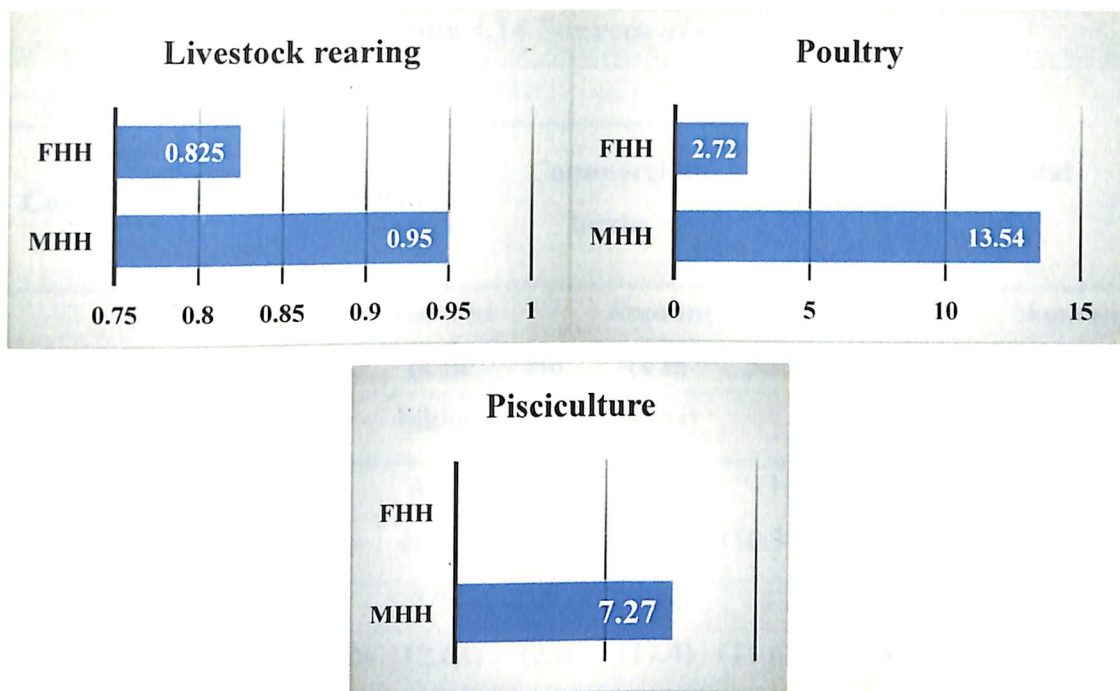 Livestock rearing
FHH 0.825
MHH 0.95
0.75 0.8 0.85 0.9 0.95 1
Poultry
FHH 2.72
MHH 13.54
0 5 10 15
Pisciculture
FHH
MHH 7.27